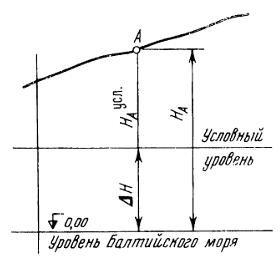 A
H_A^усл.
H_A
Условный
уровень
ΔH
0,00
Уровень Балтийского моря